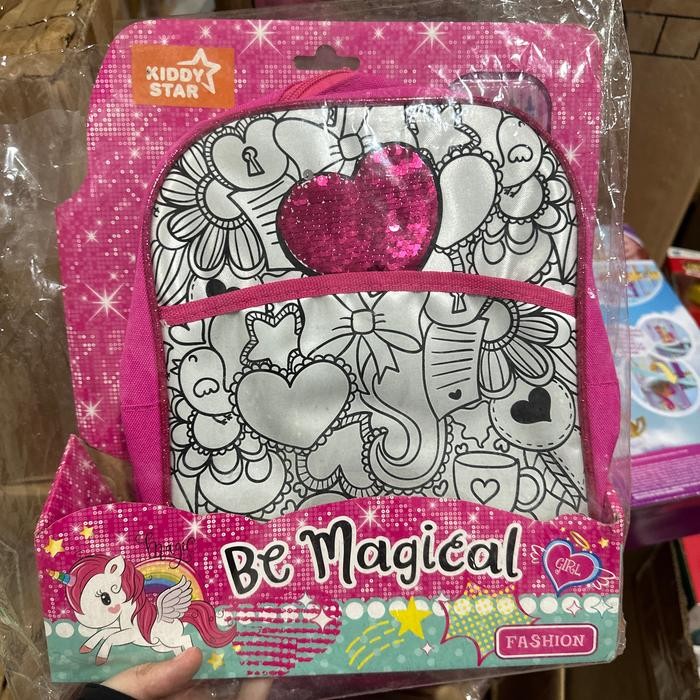 KIDDY
STAR
Be Magical
GIRL
FASHION